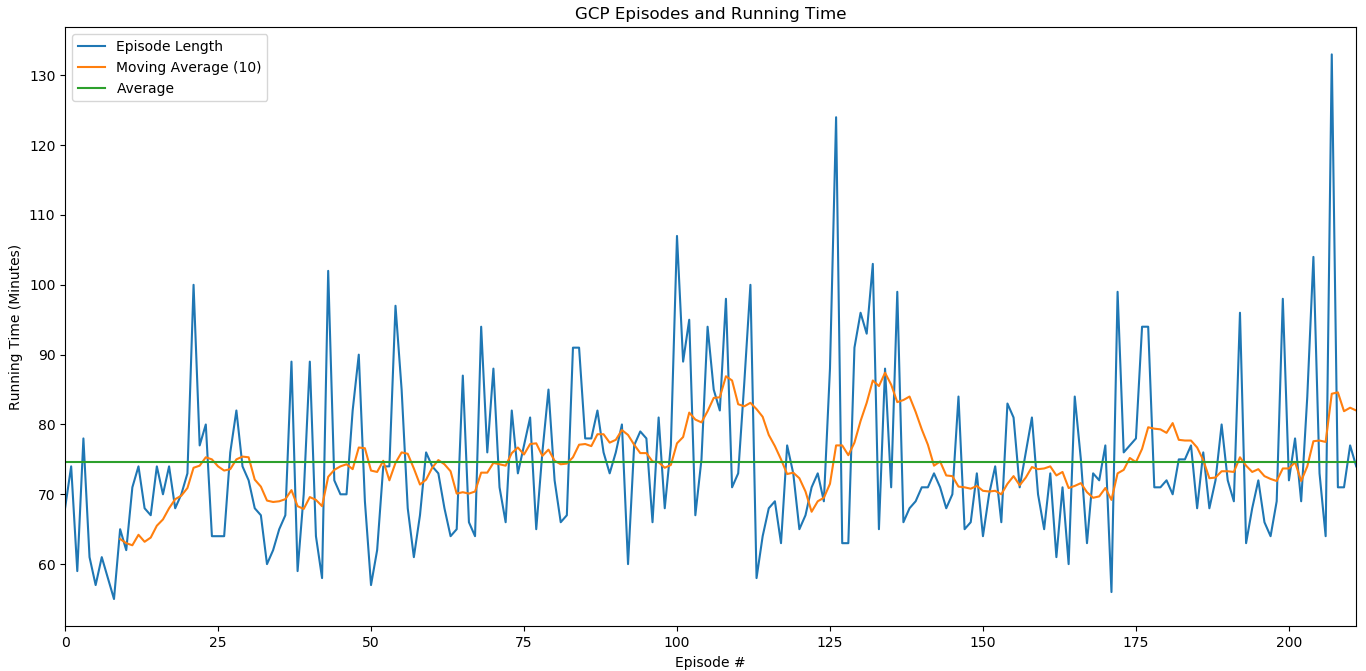 GCP Episodes and Running Time
Episode Length
Moving Average (10)
Average
Running Time (Minutes)
130
120
110
100
90
80
70
60
0 25 50 75 100 125 150 175 200
Episode #